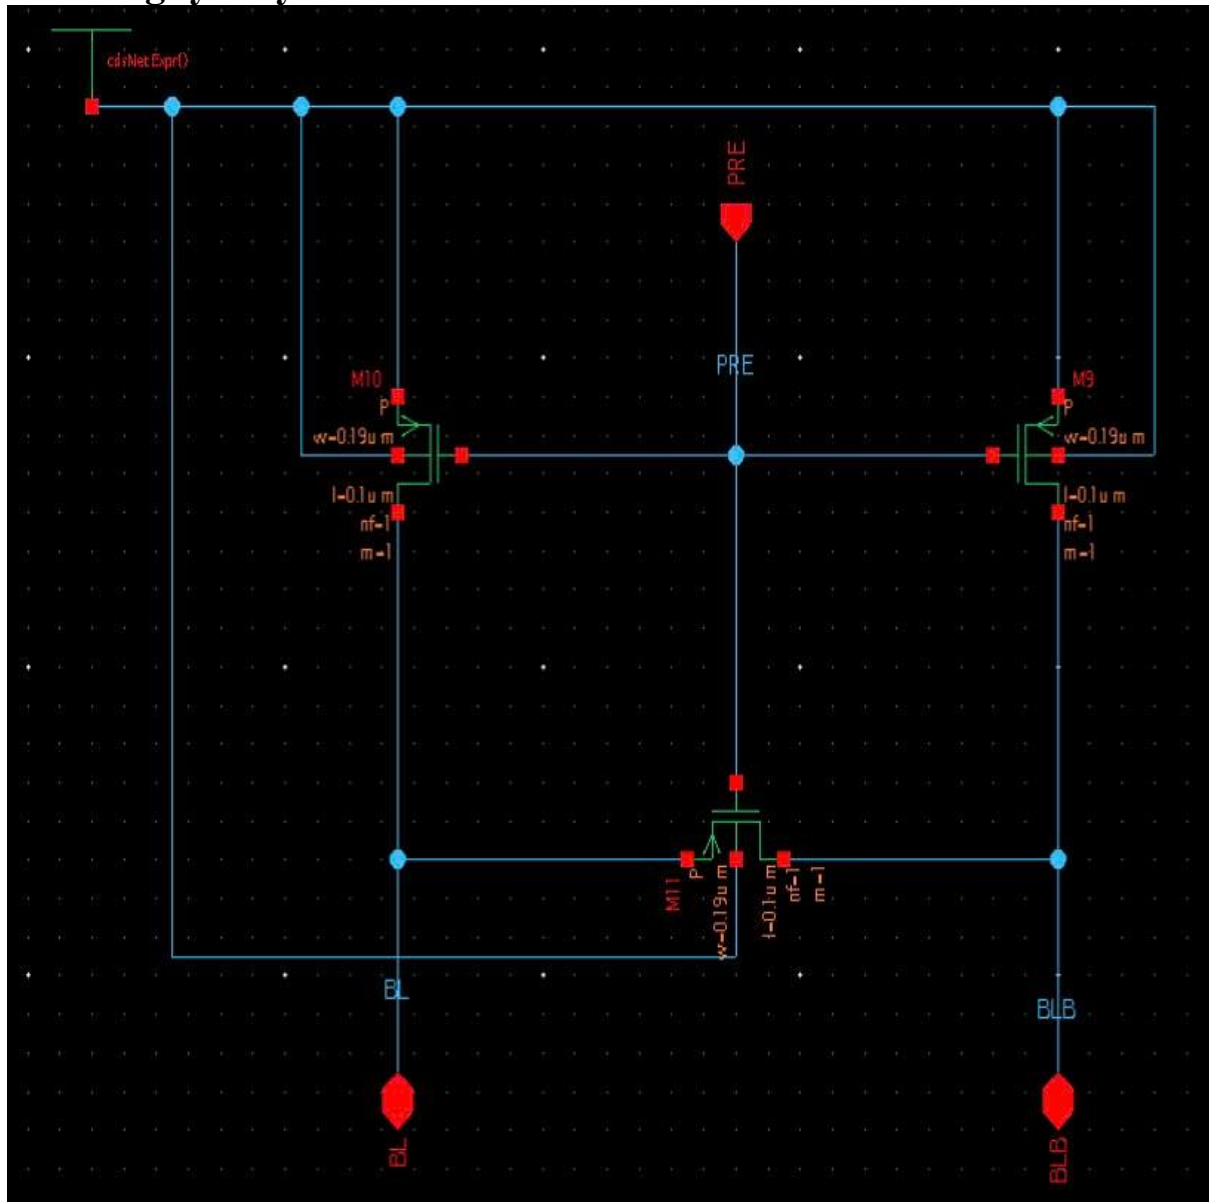 cdsNetExpr()
PRE
PRE
M10
P
w=0.19u m
l=0.1u m
nf=1
m=1
M9
P
w=0.19u m
l=0.1u m
nf=1
m=1
M11
P
w=0.19u m
l=0.1u m
nf=1
m=1
BL
BLB
BL
BLB